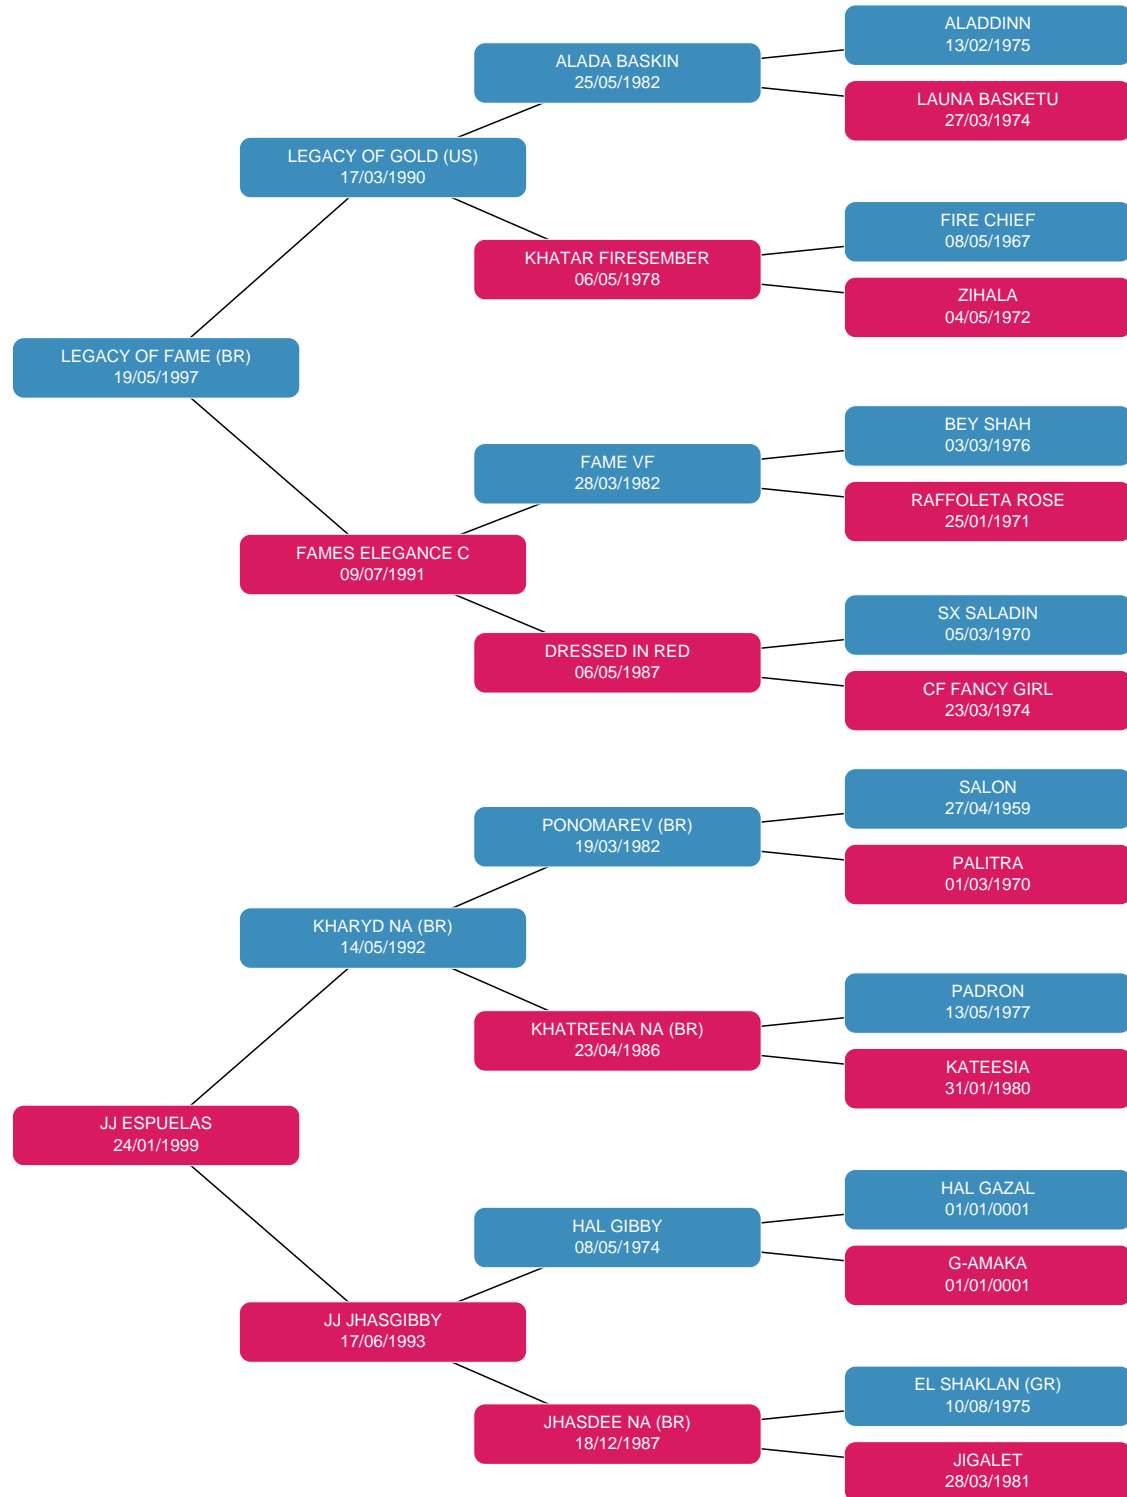 ALADDINN
13/02/1975
ALADA BASKIN
25/05/1982
LAUNA BASKETU
27/03/1974
LEGACY OF GOLD (US)
17/03/1990
FIRE CHIEF
08/05/1967
KHATAR FIRESEMBER
06/05/1978
ZIHALA
04/05/1972
LEGACY OF FAME (BR)
19/05/1997
BEY SHAH
03/03/1976
FAME VF
28/03/1982
RAFFOLETA ROSE
25/01/1971
FAMES ELEGANCE C
09/07/1991
SX SALADIN
05/03/1970
DRESSED IN RED
06/05/1987
CF FANCY GIRL
23/03/1974
SALON
27/04/1959
PONOMAREV (BR)
19/03/1982
PALITRA
01/03/1970
KHARYD NA (BR)
14/05/1992
PADRON
13/05/1977
KHATREENA NA (BR)
23/04/1986
KATEESIA
31/01/1980
JJ ESPUELAS
24/01/1999
HAL GAZAL
01/01/0001
HAL GIBBY
08/05/1974
G-AMAKA
01/01/0001
JJ JHASGIBBY
17/06/1993
EL SHAKLAN (GR)
10/08/1975
JHASDEE NA (BR)
18/12/1987
JIGALET
28/03/1981